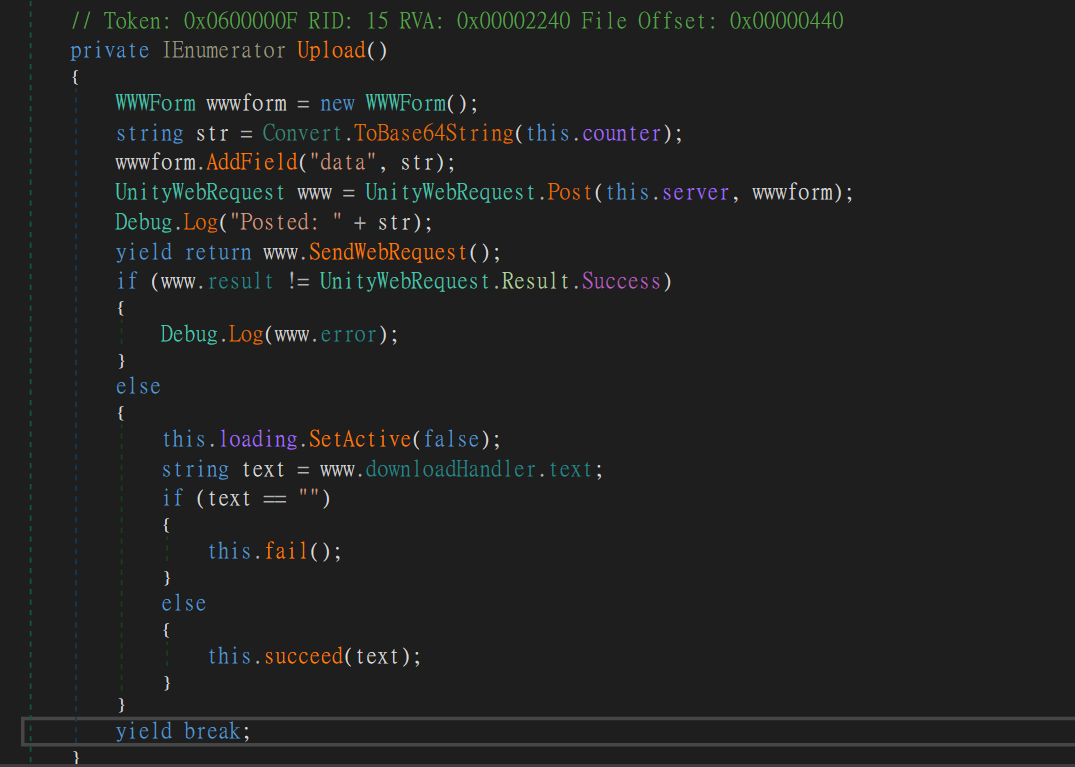 // Token: 0x0600000F RID: 15 RVA: 0x00002240 File Offset: 0x00000440
private IEnumerator Upload()
{
WWWForm wwwform = new WWWForm();
string str = Convert.ToBase64String(this.counter);
wwwform.AddField("data", str);
UnityWebRequest www = UnityWebRequest.Post(this.server, wwwform);
Debug.Log("Posted: " + str);
yield return www.SendWebRequest();
if (www.result != UnityWebRequest.Result.Success)
{
Debug.Log(www.error);
}
else
{
this.loading.SetActive(false);
string text = www.downloadHandler.text;
if (text == "")
{
this.fail();
}
else
{
this.succeed(text);
}
}
yield break;
}